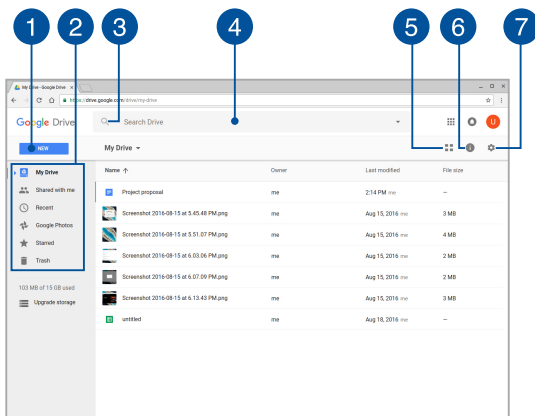 1 2 3 4 5 6 7
My Drive - Google Drive
https://drive.google.com/drive/my-drive
Google Drive
Search Drive
U
NEW
My Drive
My Drive
Shared with me
Recent
Google Photos
Starred
Trash
103 MB of 15 GB used
Upgrade storage
Name Owner Last modified File size
Project proposal me 2:14 PM me –
Screenshot 2016-08-15 at 5.45.48 PM.png me Aug 15, 2016 me 3 MB
Screenshot 2016-08-15 at 5.51.07 PM.png me Aug 15, 2016 me 4 MB
Screenshot 2016-08-15 at 6.03.06 PM.png me Aug 15, 2016 me 2 MB
Screenshot 2016-08-15 at 6.07.09 PM.png me Aug 15, 2016 me 2 MB
Screenshot 2016-08-15 at 6.13.43 PM.png me Aug 15, 2016 me 3 MB
untitled me Aug 18, 2016 me –